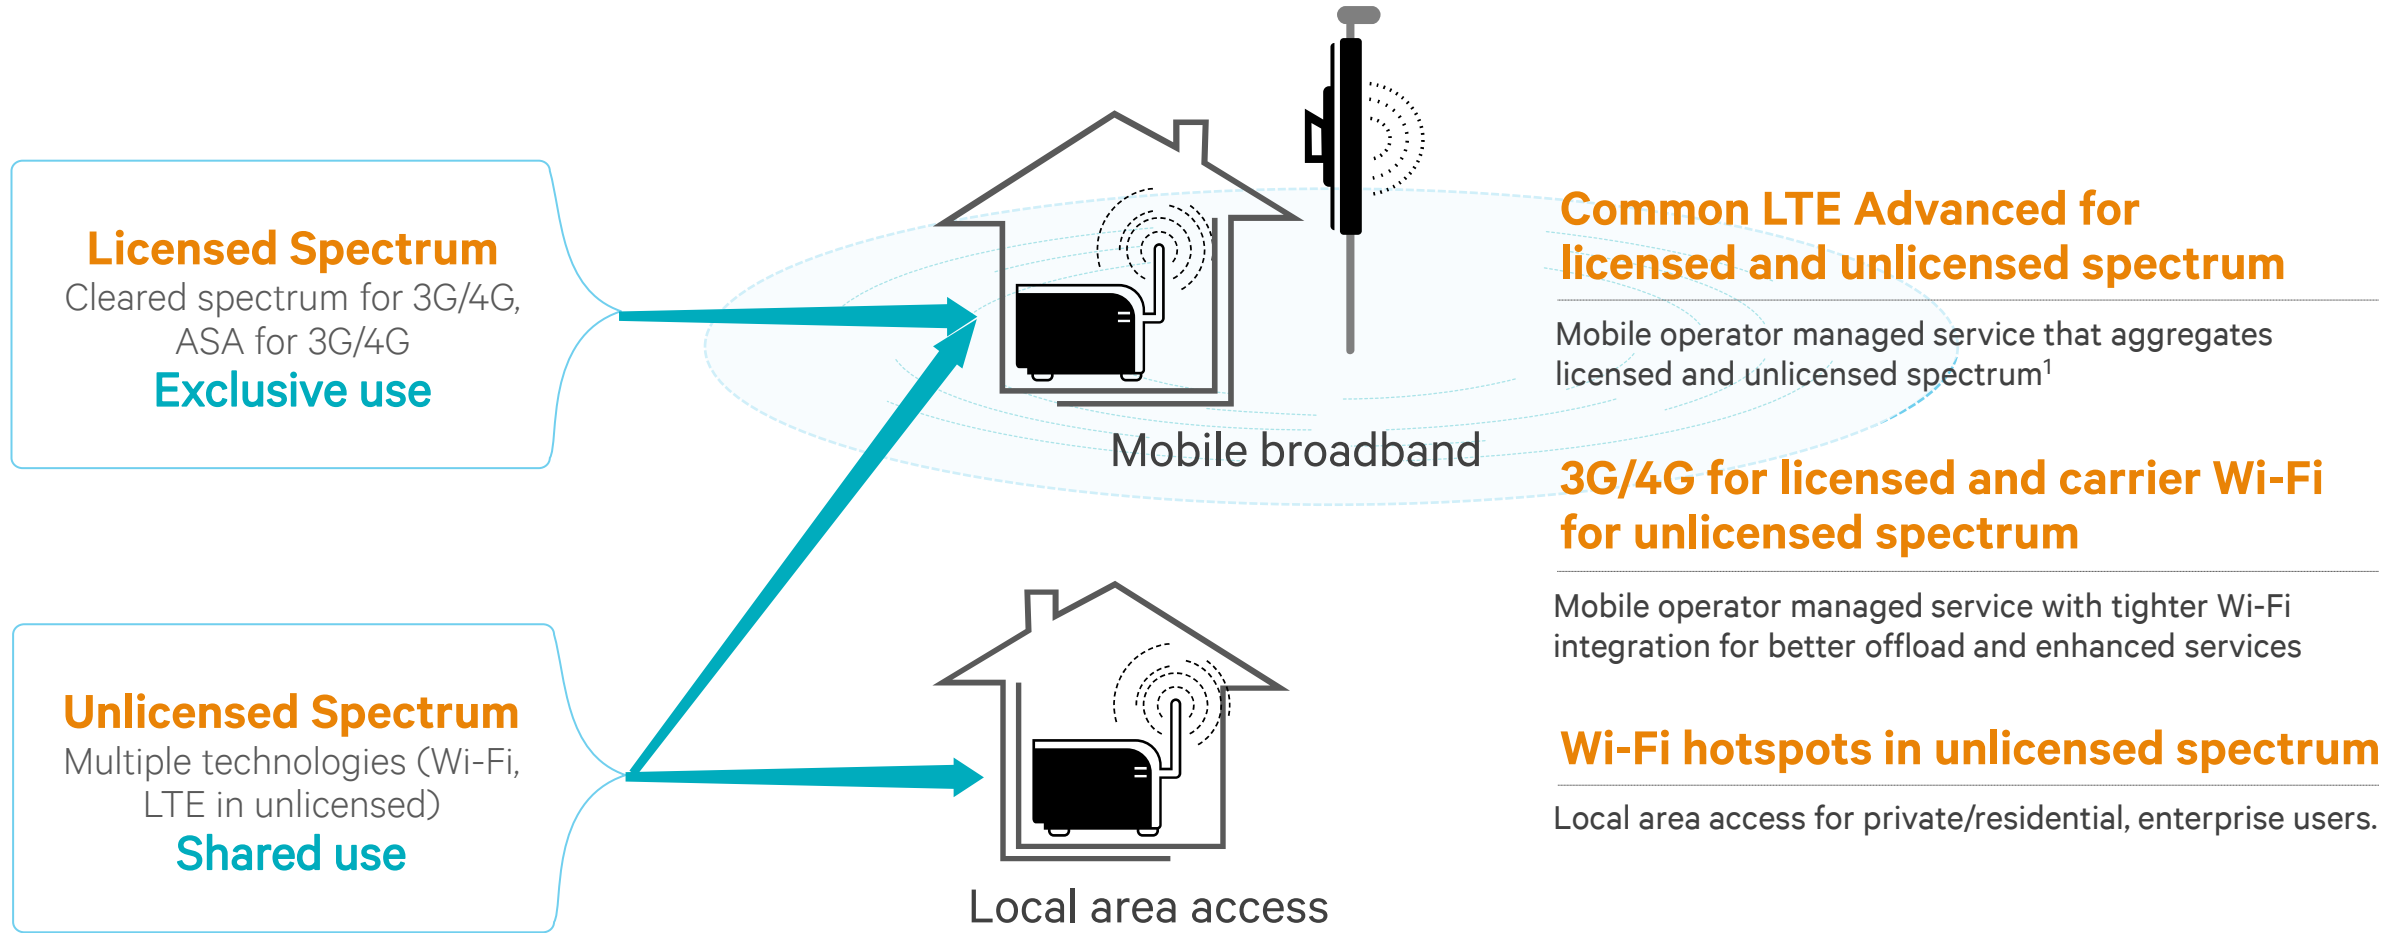 Licensed Spectrum
Cleared spectrum for 3G/4G,
ASA for 3G/4G
Exclusive use
Unlicensed Spectrum
Multiple technologies (Wi-Fi,
LTE in unlicensed)
Shared use
Mobile broadband
Local area access
Common LTE Advanced for
licensed and unlicensed spectrum
Mobile operator managed service that aggregates
licensed and unlicensed spectrum¹
3G/4G for licensed and carrier Wi-Fi
for unlicensed spectrum
Mobile operator managed service with tighter Wi-Fi
integration for better offload and enhanced services
Wi-Fi hotspots in unlicensed spectrum
Local area access for private/residential, enterprise users.